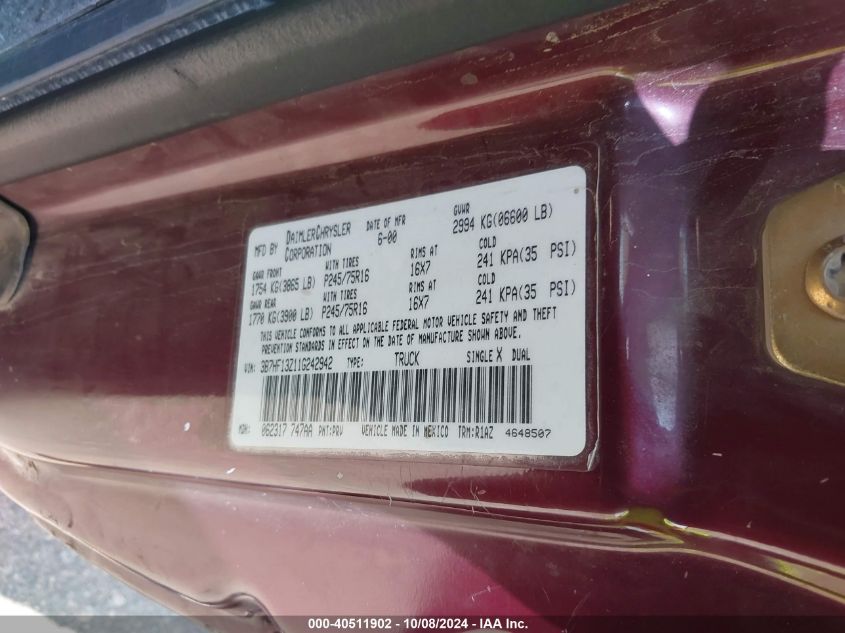 MFD BY DAIMLERCHRYSLER CORPORATION DATE OF MFR 6-00 GVWR 2994 KG(06600 LB)
GAWR FRONT WITH TIRES RIMS AT COLD
1754 KG(3865 LB) P245/75R16 16X7 241 KPA(35 PSI)
GAWR REAR WITH TIRES RIMS AT COLD
1770 KG(3900 LB) P245/75R16 16X7 241 KPA(35 PSI)
THIS VEHICLE CONFORMS TO ALL APPLICABLE FEDERAL MOTOR VEHICLE SAFETY AND THEFT
PREVENTION STANDARDS IN EFFECT ON THE DATE OF MANUFACTURE SHOWN ABOVE.
VIN: 3B7HF13Z11G242942 TYPE: TRUCK SINGLE X DUAL
MDH: 062317 747AA PNT:PRV VEHICLE MADE IN MEXICO TRM:R1AZ 4648507
000-40511902 - 10/08/2024 - IAA Inc.